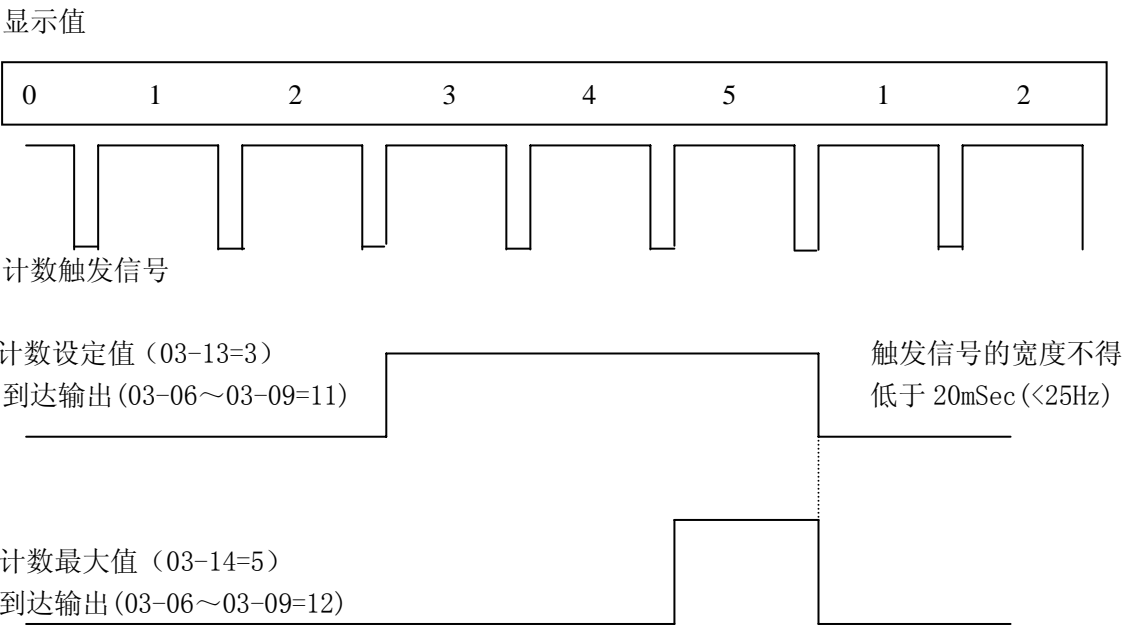 显示值
0 1 2 3 4 5 1 2
计数触发信号
计数设定值（03-13=3）
到达输出(03-06～03-09=11)
触发信号的宽度不得
低于 20mSec(<25Hz)
计数最大值（03-14=5）
到达输出(03-06～03-09=12)